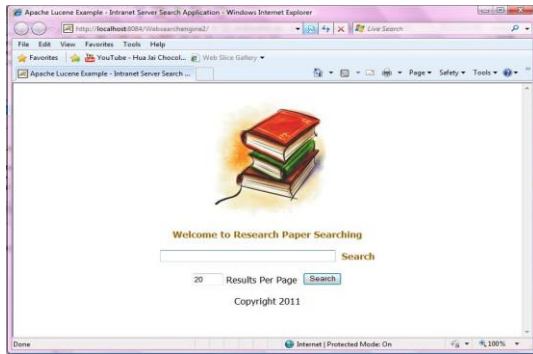 Apache Lucene Example - Intranet Server Search Application - Windows Internet Explorer
http://localhost:8084/Websearchengine2/
Live Search
File Edit View Favorites Tools Help
Favorites YouTube - Hua Jai Chocol... Web Slice Gallery
Apache Lucene Example - Intranet Server Search ...
Page Safety Tools
Welcome to Research Paper Searching
Search
20 Results Per Page Search
Copyright 2011
Done Internet | Protected Mode: On 100%